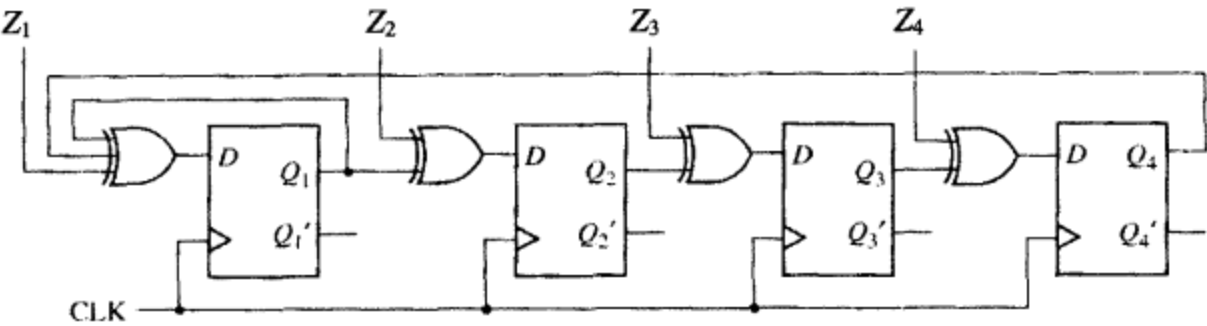 Z1 Z2 Z3 Z4
D Q1 D Q2 D Q3 D Q4
Q1′ Q2′ Q3′ Q4′
CLK